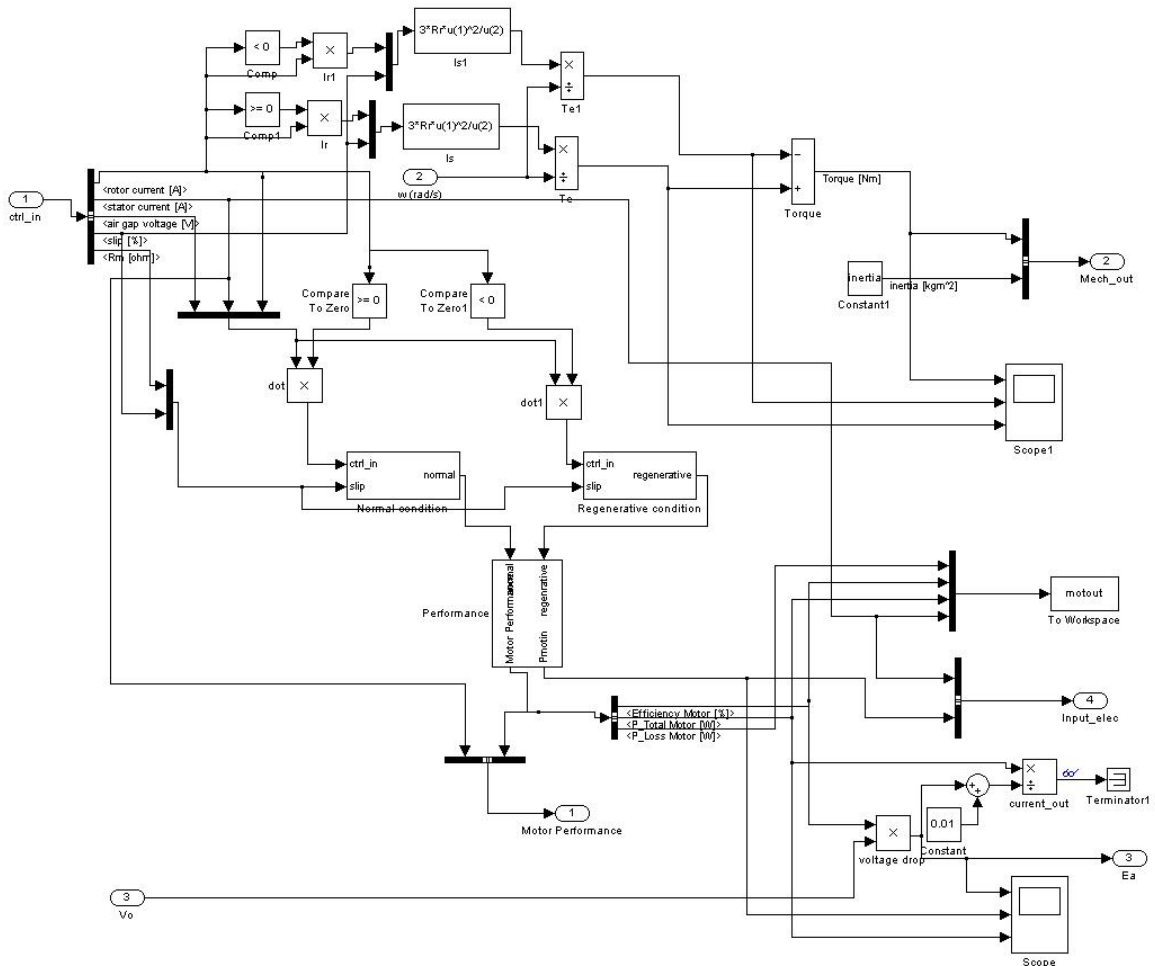 3*Rr*u(1)^2/u(2)
Is1
< 0
Comp
×
Ir1
×
÷
Te1
>= 0
Comp1
×
Ir
3*Rr*u(1)^2/u(2)
Is
×
÷
Te
2
w (rad/s)
−
+
Torque
Torque [Nm]
1
ctrl_in
<rotor current [A]>
<stator current [A]>
<air gap voltage [V]>
<slip [%]>
<Rm [ohm]>
2
Mech_out
inertia
inertia [kgm^2]
Constant1
Compare
To Zero
>= 0
Compare
To Zero1
< 0
dot
×
dot1
×
Scope1
ctrl_in
slip
normal
Normal condition
ctrl_in
slip
regenerative
Regenerative condition
Performance
Motor Performance
normal
Pmotin
regenrative
motout
To Workspace
<Efficiency Motor [%]>
<P_Total Motor [W]>
<P_Loss Motor [W]>
4
Input_elec
×
÷
current_out
Terminator1
+
+
0.01
Constant
×
voltage drop
1
Motor Performance
3
Ea
3
Vo
Scope